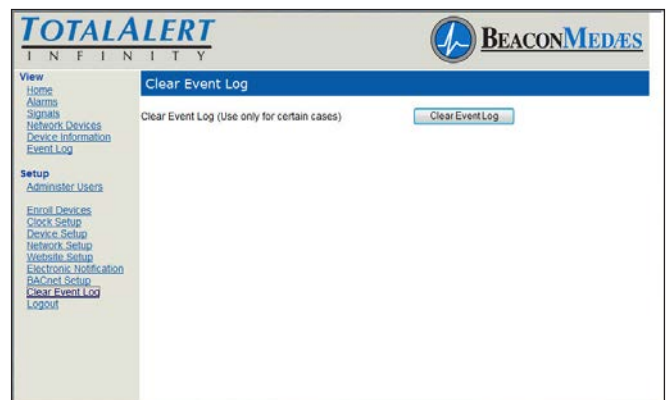 TOTALALERT
INFINITY
BEACONMEDÆS
View
Home
Alarms
Signals
Network Devices
Device Information
Event Log
Setup
Administer Users
Enroll Devices
Clock Setup
Device Setup
Network Setup
Website Setup
Electronic Notification
BACnet Setup
Clear Event Log
Logout
Clear Event Log
Clear Event Log (Use only for certain cases) Clear Event Log